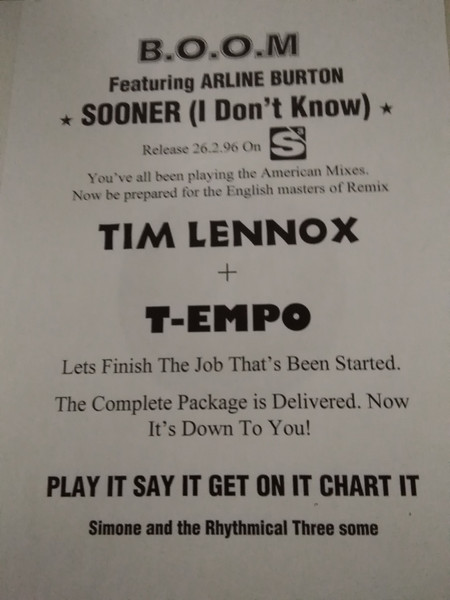 B.O.O.M
Featuring ARLINE BURTON
★ SOONER (I Don't Know) ★
Release 26.2.96 On S
You've all been playing the American Mixes.
Now be prepared for the English masters of Remix
TIM LENNOX
+
T-EMPO
Lets Finish The Job That's Been Started.
The Complete Package is Delivered. Now
It's Down To You!
PLAY IT SAY IT GET ON IT CHART IT
Simone and the Rhythmical Three some